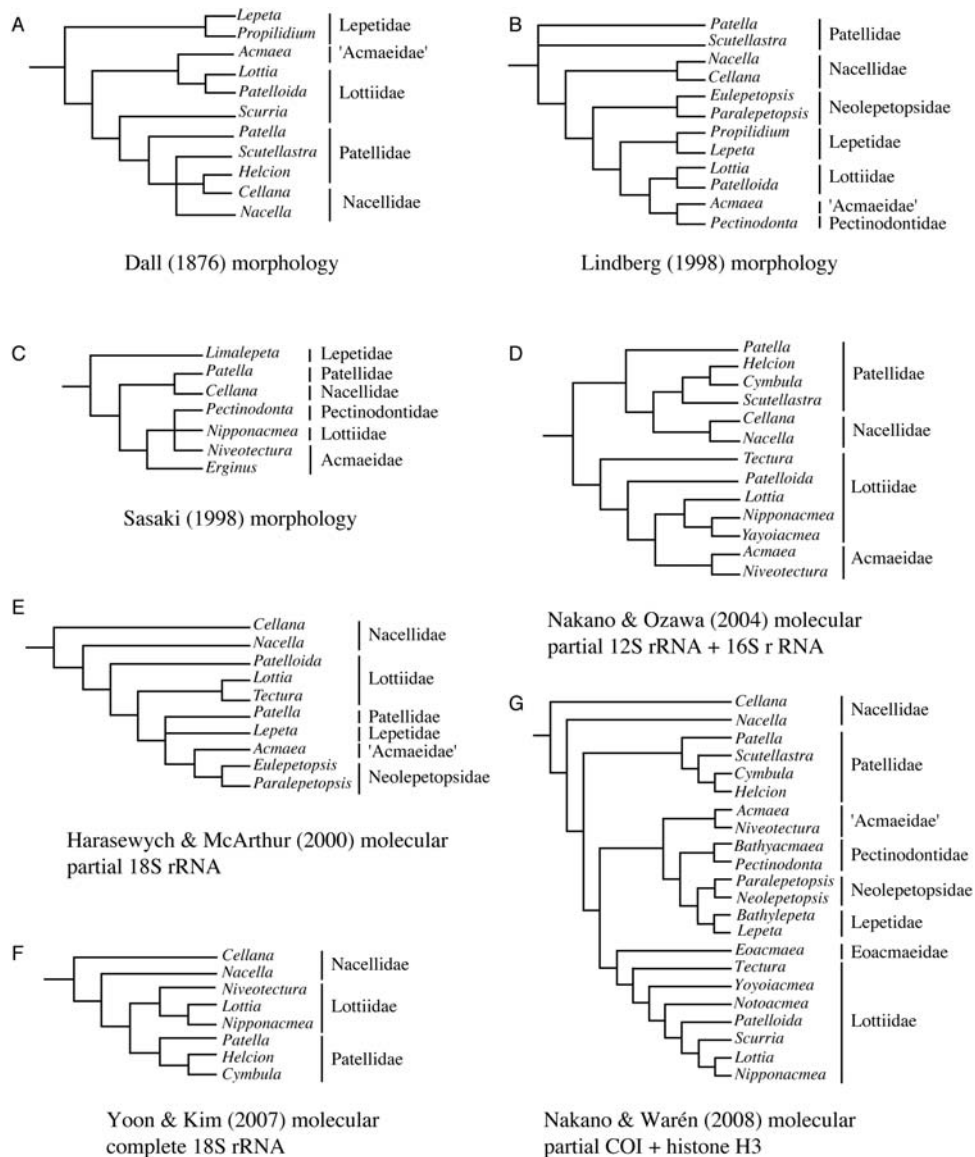 A
Lepeta
Propilidium
Lepetidae
Acmaea
'Acmaeidae'
Lottia
Patelloida
Scurria
Lottiidae
Patella
Scutellastra
Helcion
Patellidae
Cellana
Nacella
Nacellidae
Dall (1876) morphology
B
Patella
Scutellastra
Patellidae
Nacella
Cellana
Nacellidae
Eulepetopsis
Paralepetopsis
Neolepetopsidae
Propilidium
Lepeta
Lepetidae
Lottia
Patelloida
Lottiidae
Acmaea
'Acmaeidae'
Pectinodonta
Pectinodontidae
Lindberg (1998) morphology
C
Limalepeta
Lepetidae
Patella
Patellidae
Cellana
Nacellidae
Pectinodonta
Pectinodontidae
Nipponacmea
Lottiidae
Niveotectura
Erginus
Acmaeidae
Sasaki (1998) morphology
D
Patella
Helcion
Cymbula
Scutellastra
Patellidae
Cellana
Nacella
Nacellidae
Tectura
Patelloida
Lottia
Nipponacmea
Yayoiacmea
Lottiidae
Acmaea
Niveotectura
Acmaeidae
Nakano & Ozawa (2004) molecular
partial 12S rRNA + 16S r RNA
E
Cellana
Nacella
Nacellidae
Patelloida
Lottia
Tectura
Lottiidae
Patella
Patellidae
Lepeta
Lepetidae
Acmaea
'Acmaeidae'
Eulepetopsis
Paralepetopsis
Neolepetopsidae
Harasewych & McArthur (2000) molecular
partial 18S rRNA
F
Cellana
Nacella
Nacellidae
Niveotectura
Lottia
Nipponacmea
Lottiidae
Patella
Helcion
Cymbula
Patellidae
Yoon & Kim (2007) molecular
complete 18S rRNA
G
Cellana
Nacella
Nacellidae
Patella
Scutellastra
Cymbula
Helcion
Patellidae
Acmaea
Niveotectura
'Acmaeidae'
Bathyacmaea
Pectinodonta
Pectinodontidae
Paralepetopsis
Neolepetopsis
Neolepetopsidae
Bathylepeta
Lepeta
Lepetidae
Eoacmaea
Eoacmaeidae
Tectura
Yoyoiacmea
Notoacmea
Patelloida
Scurria
Lottia
Nipponacmea
Lottiidae
Nakano & Warén (2008) molecular
partial COI + histone H3